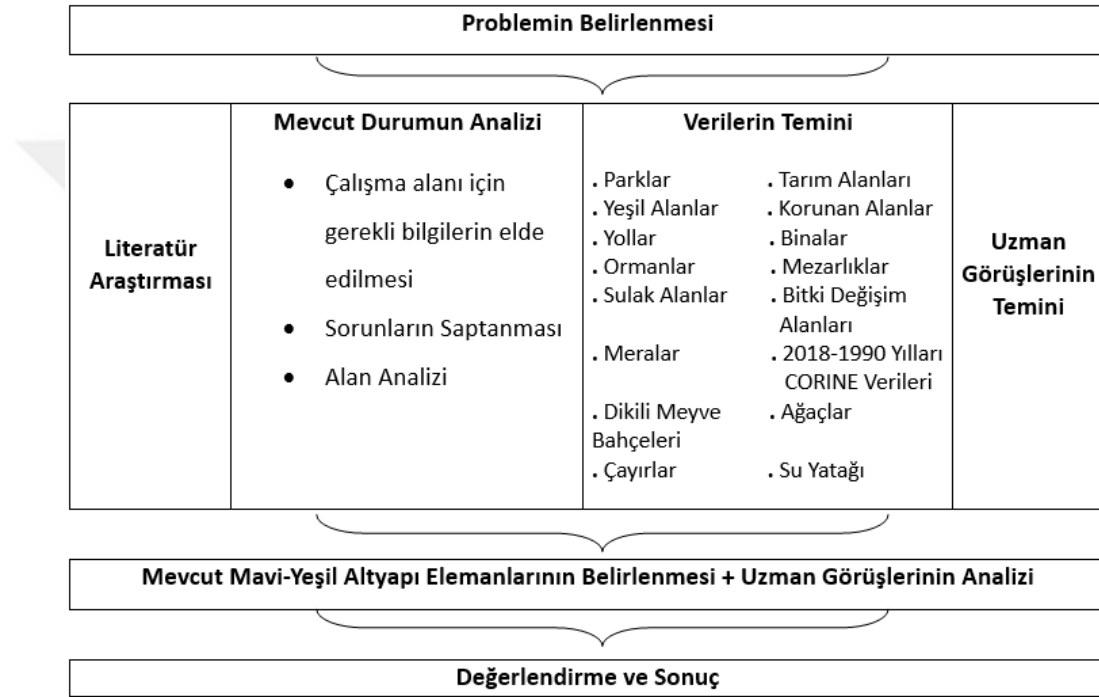 Problemin Belirlenmesi
Literatür
Araştırması
Mevcut Durumun Analizi
• Çalışma alanı için
gerekli bilgilerin elde
edilmesi
• Sorunların Saptanması
• Alan Analizi
Verilerin Temini
. Parklar
. Yeşil Alanlar
. Yollar
. Ormanlar
. Sulak Alanlar
. Meralar
. Dikili Meyve
Bahçeleri
. Çayırlar
. Tarım Alanları
. Korunan Alanlar
. Binalar
. Mezarlıklar
. Bitki Değişim
Alanları
. 2018-1990 Yılları
CORINE Verileri
. Ağaçlar
. Su Yatağı
Uzman
Görüşlerinin
Temini
Mevcut Mavi-Yeşil Altyapı Elemanlarının Belirlenmesi + Uzman Görüşlerinin Analizi
Değerlendirme ve Sonuç